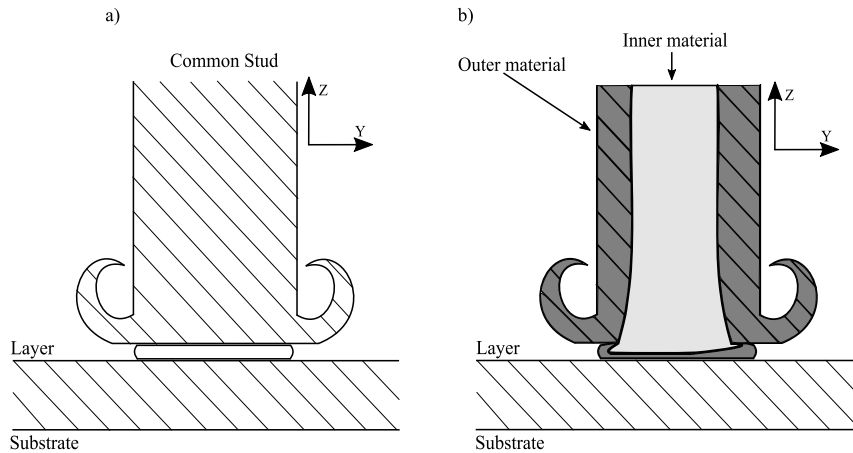 a)
Common Stud
Z
Y
Layer
Substrate
b)
Inner material
Outer material
Z
Y
Layer
Substrate